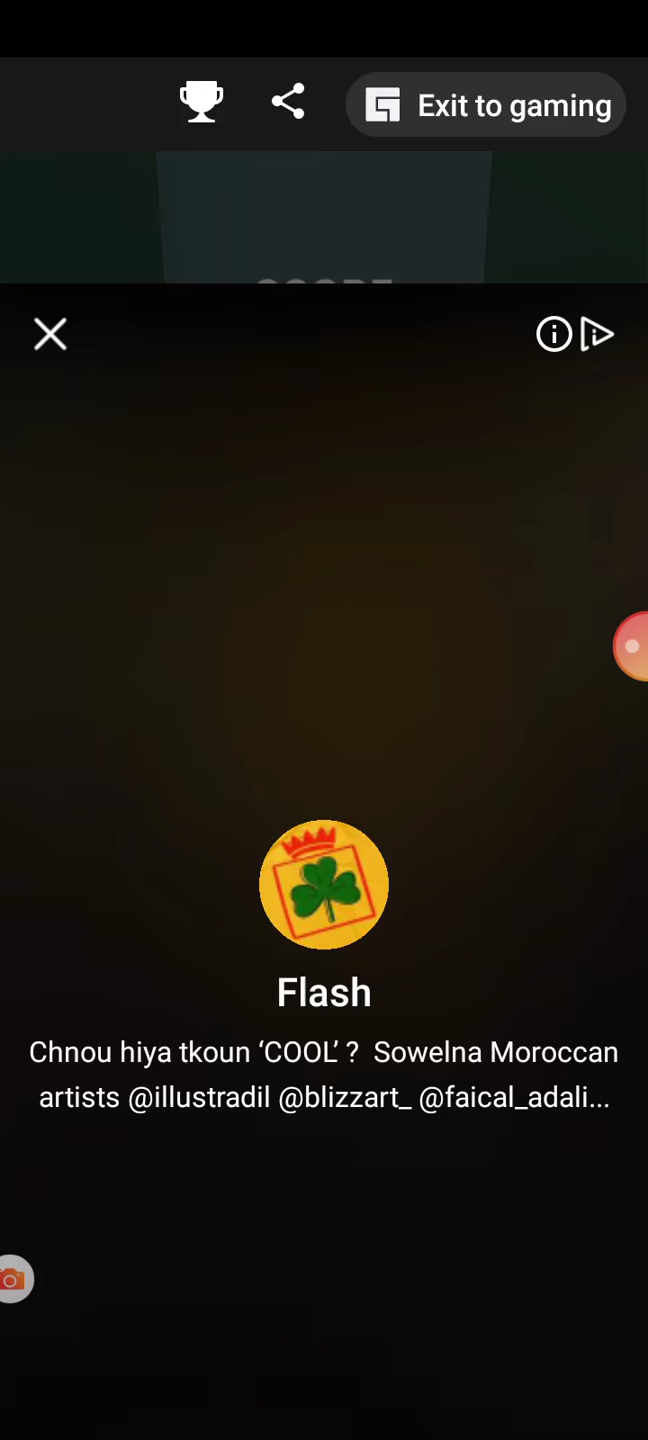 Exit to gaming
Flash
Chnou hiya tkoun ‘COOL’ ? Sowelna Moroccan
artists @illustradil @blizzart_ @faical_adali...